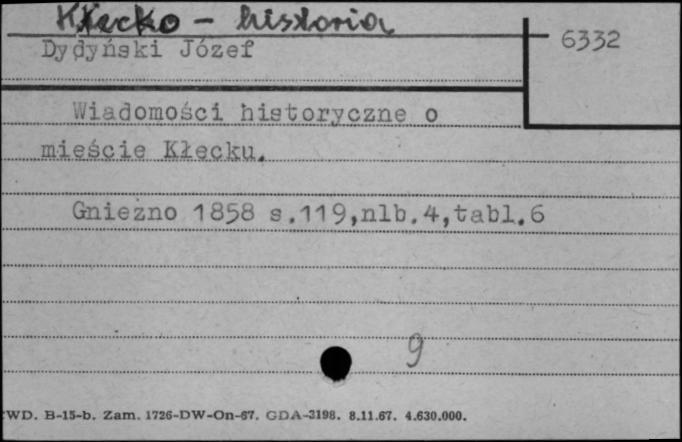 Kłecko - historia
6332
Dydyński Józef
Wiadomości historyczne o
mieście Kłecku.
Gniezno 1858 s.119,nlb.4,tabl.6
9
WD. B-15-b. Zam. 1726-DW-On-67. GDA-3198. 8.11.67. 4.630.000.